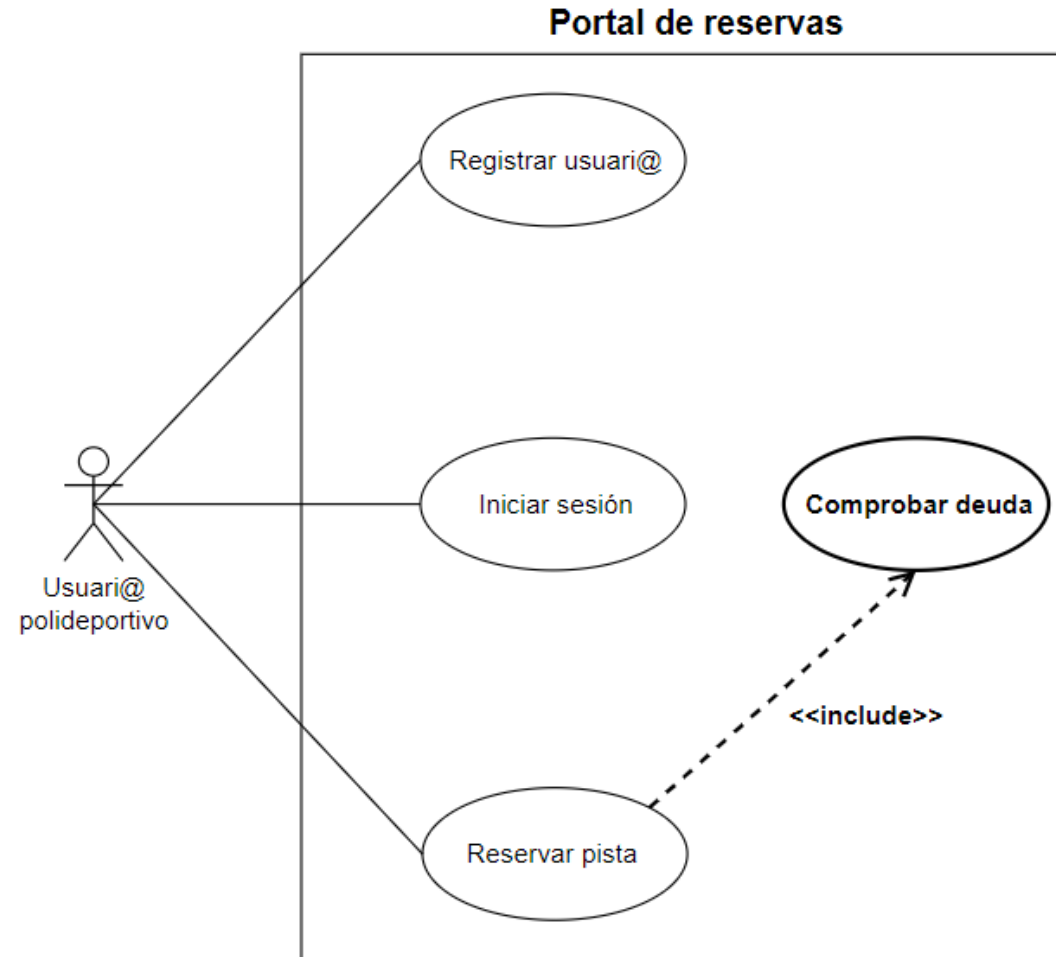 Portal de reservas
Registrar usuari@
Iniciar sesión
Comprobar deuda
Usuari@
polideportivo
<<include>>
Reservar pista